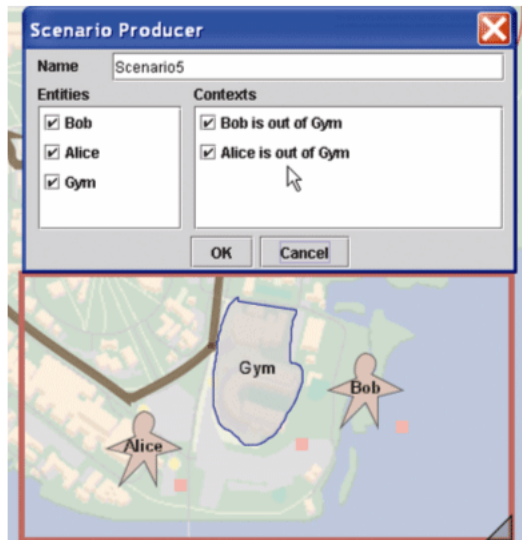 Scenario Producer
Name Scenario5
Entities Contexts
Bob Bob is out of Gym
Alice Alice is out of Gym
Gym
OK Cancel
Gym
Bob
Alice